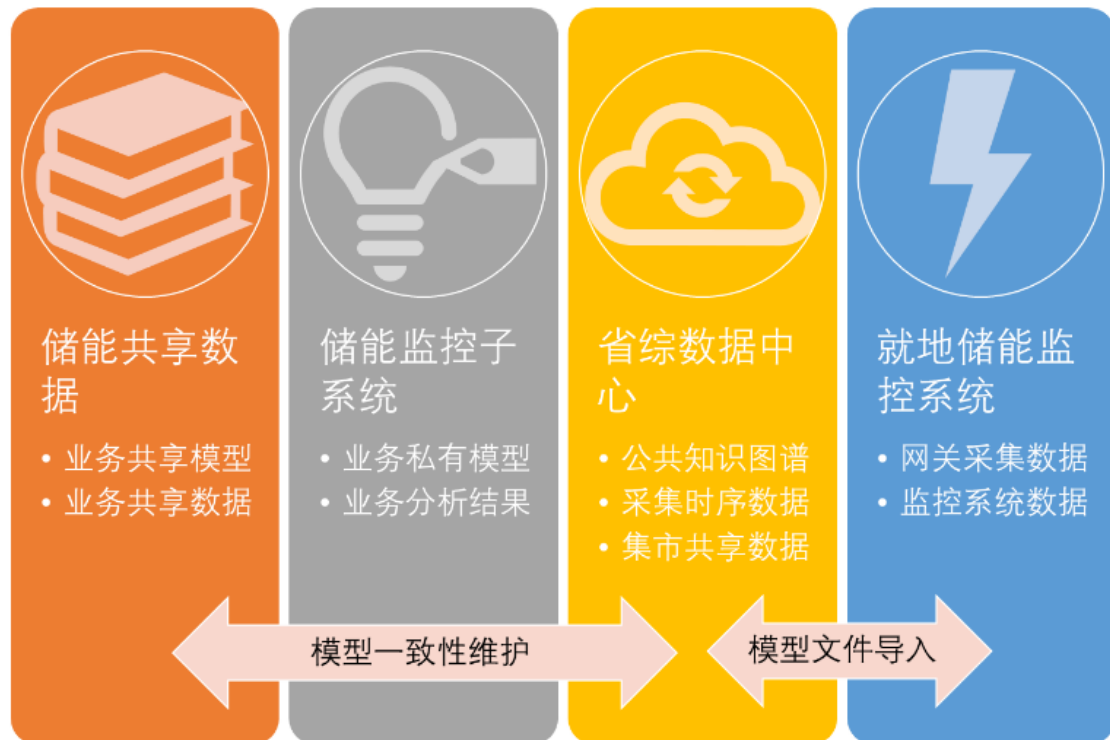 储能共享数
据
• 业务共享模型
• 业务共享数据
储能监控子
系统
• 业务私有模型
• 业务分析结果
省综数据中
心
• 公共知识图谱
• 采集时序数据
• 集市共享数据
就地储能监
控系统
• 网关采集数据
• 监控系统数据
模型一致性维护
模型文件导入